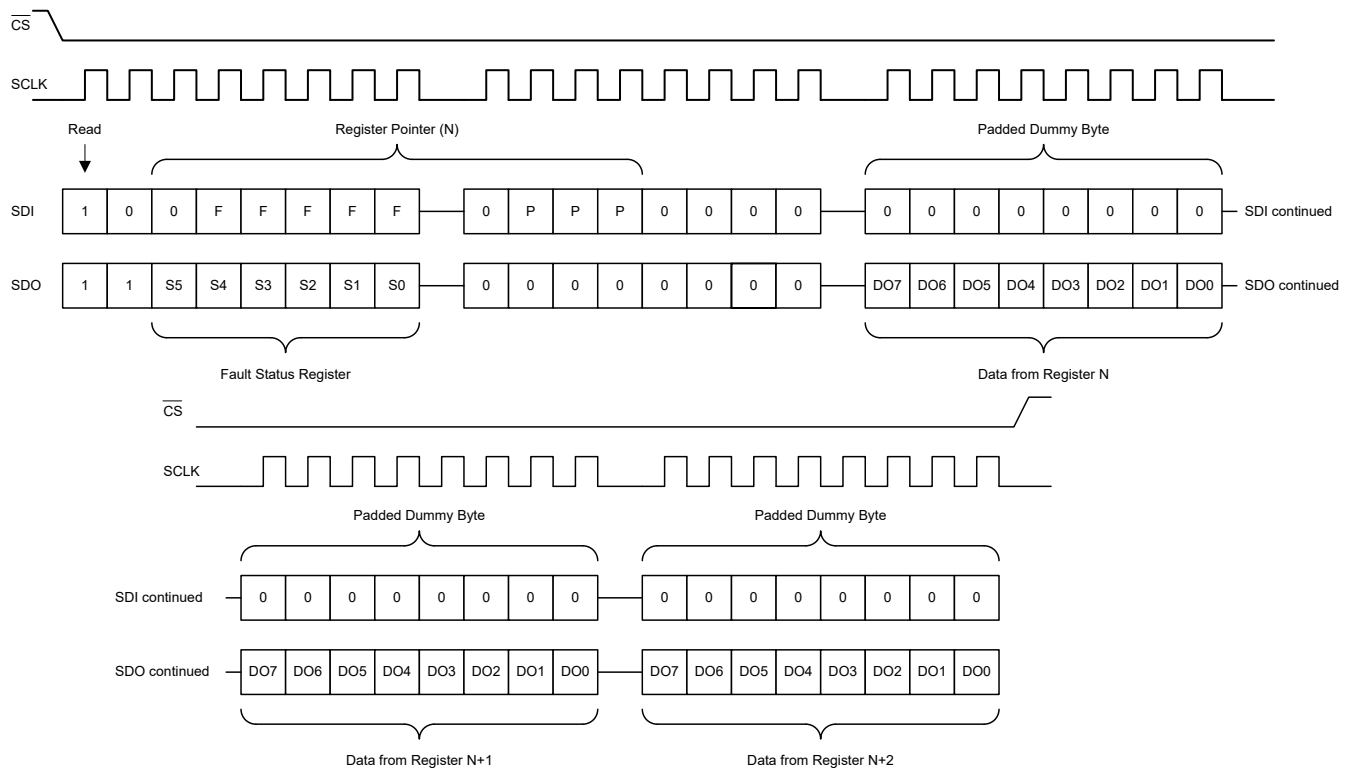 CS
SCLK
Read Register Pointer (N) Padded Dummy Byte
SDI 1 0 0 F F F F F 0 P P P 0 0 0 0 0 0 0 0 0 0 0 0 SDI continued
SDO 1 1 S5 S4 S3 S2 S1 S0 0 0 0 0 0 0 0 0 DO7 DO6 DO5 DO4 DO3 DO2 DO1 DO0 SDO continued
Fault Status Register Data from Register N
CS
SCLK
Padded Dummy Byte Padded Dummy Byte
SDI continued 0 0 0 0 0 0 0 0 0 0 0 0 0 0 0 0
SDO continued DO7 DO6 DO5 DO4 DO3 DO2 DO1 DO0 DO7 DO6 DO5 DO4 DO3 DO2 DO1 DO0
Data from Register N+1 Data from Register N+2